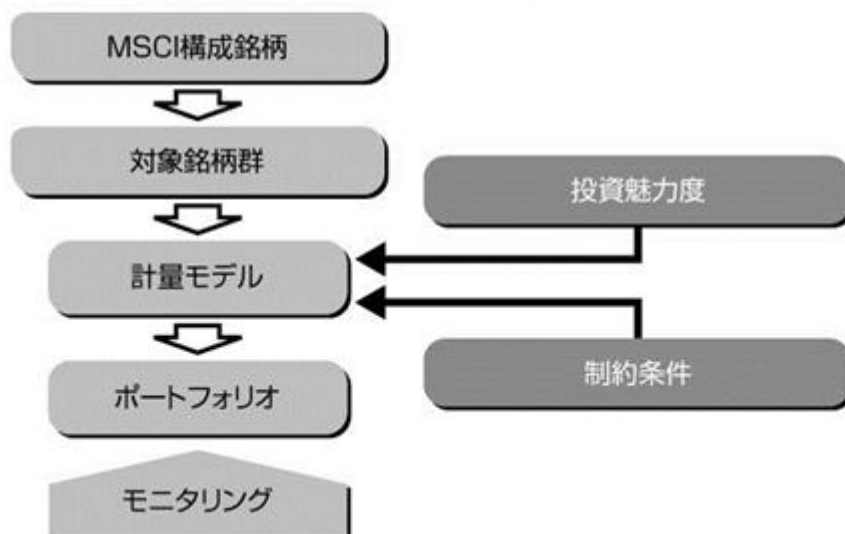 MSCI構成銘柄
対象銘柄群
投資魅力度
計量モデル
制約条件
ポートフォリオ
モニタリング